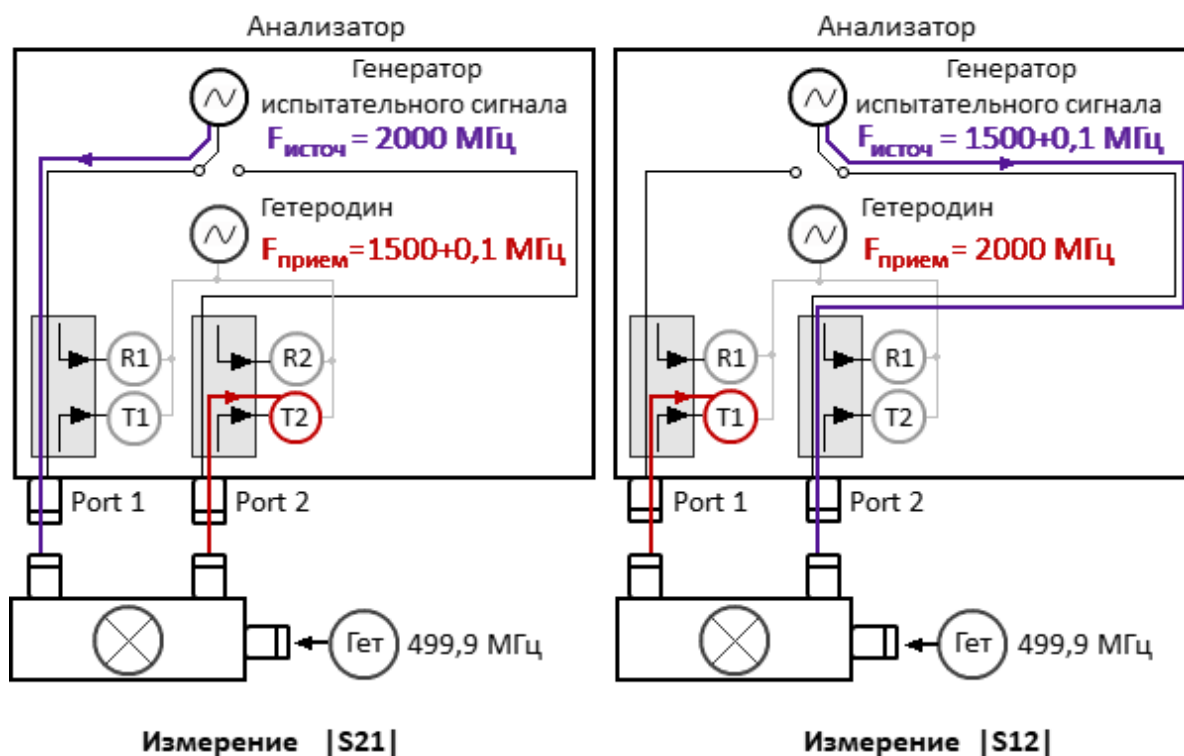 Анализатор
Генератор
испытательного сигнала
Fисточ = 2000 МГц
Гетеродин
Fприем=1500+0,1 МГц
R1
R2
T1
T2
Port 1
Port 2
Гет
499,9 МГц
Измерение |S21|
Анализатор
Генератор
испытательного сигнала
Fисточ = 1500+0,1 МГц
Гетеродин
Fприем = 2000 МГц
R1
R1
T1
T2
Port 1
Port 2
Гет
499,9 МГц
Измерение |S12|